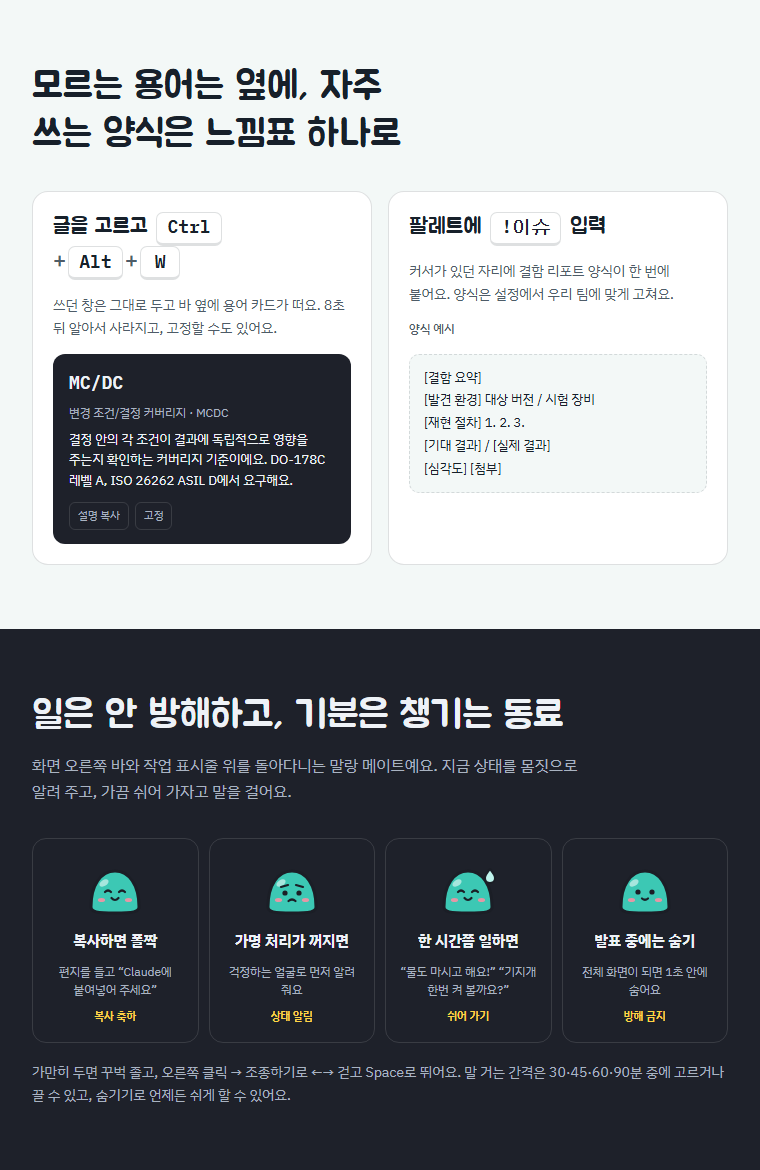 모르는 용어는 옆에, 자주
쓰는 양식은 느낌표 하나로
글을 고르고 Ctrl
+ Alt + W
쓰던 창은 그대로 두고 바 옆에 용어 카드가 떠요. 8초
뒤 알아서 사라지고, 고정할 수도 있어요.
MC/DC
변경 조건/결정 커버리지 · MCDC
결정 안의 각 조건이 결과에 독립적으로 영향을
주는지 확인하는 커버리지 기준이에요. DO-178C
레벨 A, ISO 26262 ASIL D에서 요구해요.
설명 복사 고정
팔레트에 !이슈 입력
커서가 있던 자리에 결함 리포트 양식이 한 번에
붙어요. 양식은 설정에서 우리 팀에 맞게 고쳐요.
양식 예시
[결함 요약]
[발견 환경] 대상 버전 / 시험 장비
[재현 절차] 1. 2. 3.
[기대 결과] / [실제 결과]
[심각도] [첨부]
일은 안 방해하고, 기분은 챙기는 동료
화면 오른쪽 바와 작업 표시줄 위를 돌아다니는 말랑 메이트예요. 지금 상태를 몸짓으로
알려 주고, 가끔 쉬어 가자고 말을 걸어요.
복사하면 폴짝
편지를 들고 “Claude에
붙여넣어 주세요”
복사 축하
가명 처리가 꺼지면
걱정하는 얼굴로 먼저 알려
줘요
상태 알림
한 시간쯤 일하면
“물도 마시고 해요!” “기지개
한번 켜 볼까요?”
쉬어 가기
발표 중에는 숨기
전체 화면이 되면 1초 안에
숨어요
방해 금지
가만히 두면 꾸벅 졸고, 오른쪽 클릭 → 조종하기로 ←→ 걷고 Space로 뛰어요. 말 거는 간격은 30·45·60·90분 중에 고르거나
끌 수 있고, 숨기기로 언제든 쉬게 할 수 있어요.